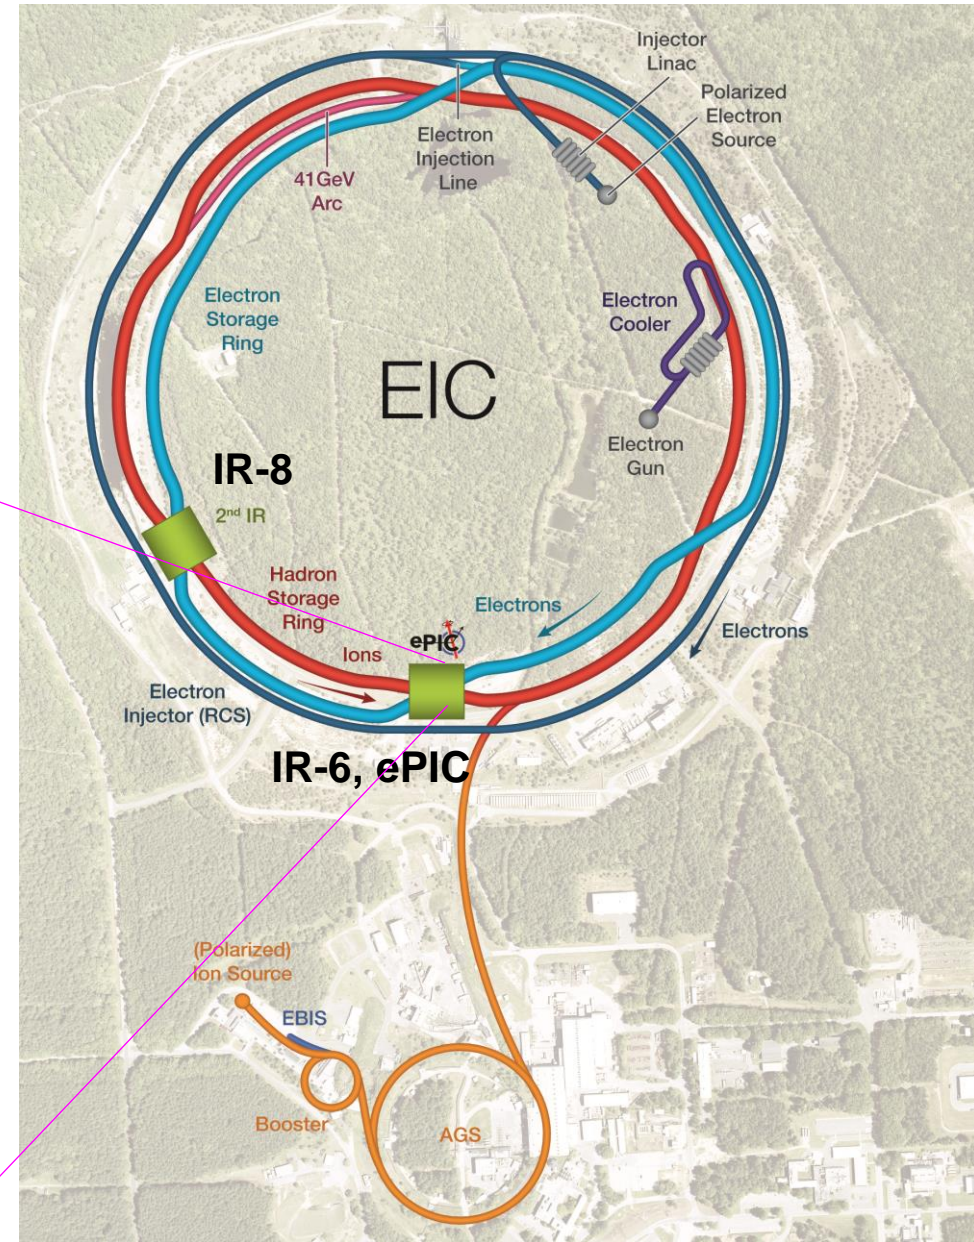 Injector
Linac
Polarized
Electron
Source
Electron
Injection
Line
41GeV
Arc
Electron
Storage
Ring
Electron
Cooler
EIC
Electron
Gun
IR-8
2nd IR
Hadron
Storage
Ring
Electrons
ePIC
Electrons
Ions
Electron
Injector (RCS)
IR-6, ePIC
(Polarized)
Ion Source
EBIS
Booster
AGS